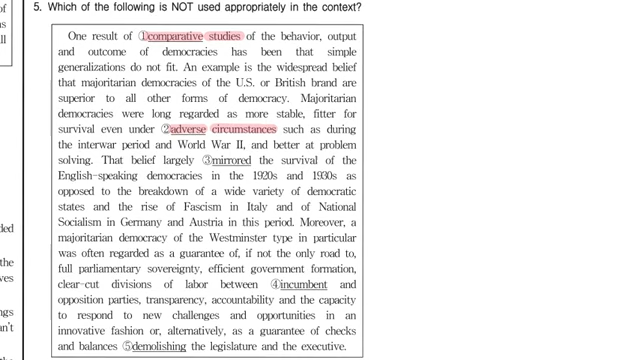 of
s
ll
ded
the
ves
ngs
an't
5. Which of the following is NOT used appropriately in the context?
One result of ①comparative studies of the behavior, output
and outcome of democracies has been that simple
generalizations do not fit. An example is the widespread belief
that majoritarian democracies of the U.S. or British brand are
superior to all other forms of democracy. Majoritarian
democracies were long regarded as more stable, fitter for
survival even under ②adverse circumstances such as during
the interwar period and World War II, and better at problem
solving. That belief largely ③mirrored the survival of the
English-speaking democracies in the 1920s and 1930s as
opposed to the breakdown of a wide variety of democratic
states and the rise of Fascism in Italy and of National
Socialism in Germany and Austria in this period. Moreover, a
majoritarian democracy of the Westminster type in particular
was often regarded as a guarantee of, if not the only road to,
full parliamentary sovereignty, efficient government formation,
clear-cut divisions of labor between ④incumbent and
opposition parties, transparency, accountability and the capacity
to respond to new challenges and opportunities in an
innovative fashion or, alternatively, as a guarantee of checks
and balances ⑤demolishing the legislature and the executive.